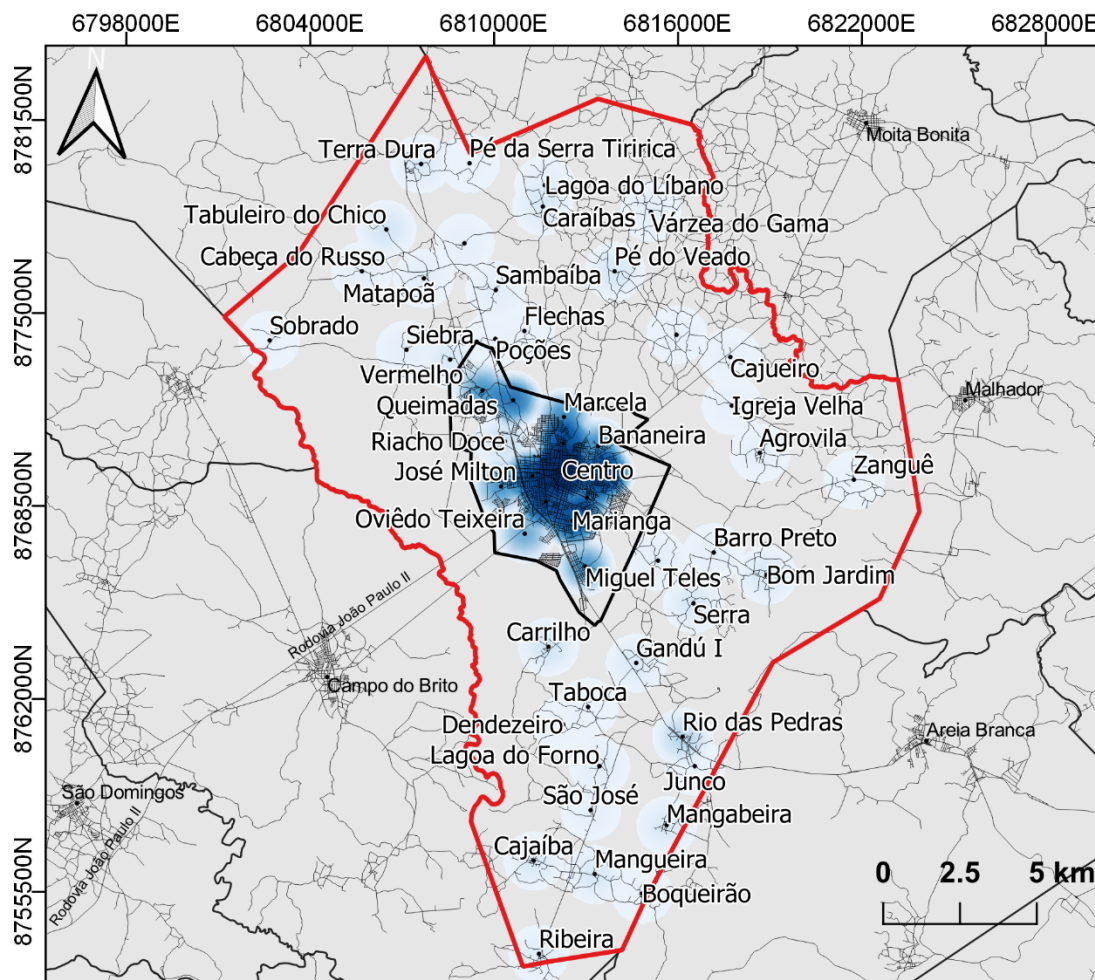 6798000E 6804000E 6810000E 6816000E 6822000E 6828000E
N
8781500N
Moita Bonita
Terra Dura
Pé da Serra Tiririca
Lagoa do Líbano
Tabuleiro do Chico
Caraíbas
Várzea do Gama
Cabeça do Russo
Pé do Veado
Sambaíba
Matapoã
8775000N
Flechas
Sobrado
Siebra
Poções
Vermelho
Cajueiro
Malhador
Queimadas
Marcela
Igreja Velha
Riacho Doce
Bananeira
Agrovila
José Milton
Centro
Zanguê
8768500N
Oviêdo Teixeira
Marianga
Barro Preto
Miguel Teles
Bom Jardim
Rodovia João Paulo II
Serra
Carrilho
Gandú I
Campo do Brito
8762000N
Taboca
Dendezeiro
Rio das Pedras
Areia Branca
Lagoa do Forno
Junco
São Domingos
São José
Mangabeira
Rodovia João Paulo II
Cajaíba
Mangueira
0 2.5 5 km
8755500N
Boqueirão
Ribeira